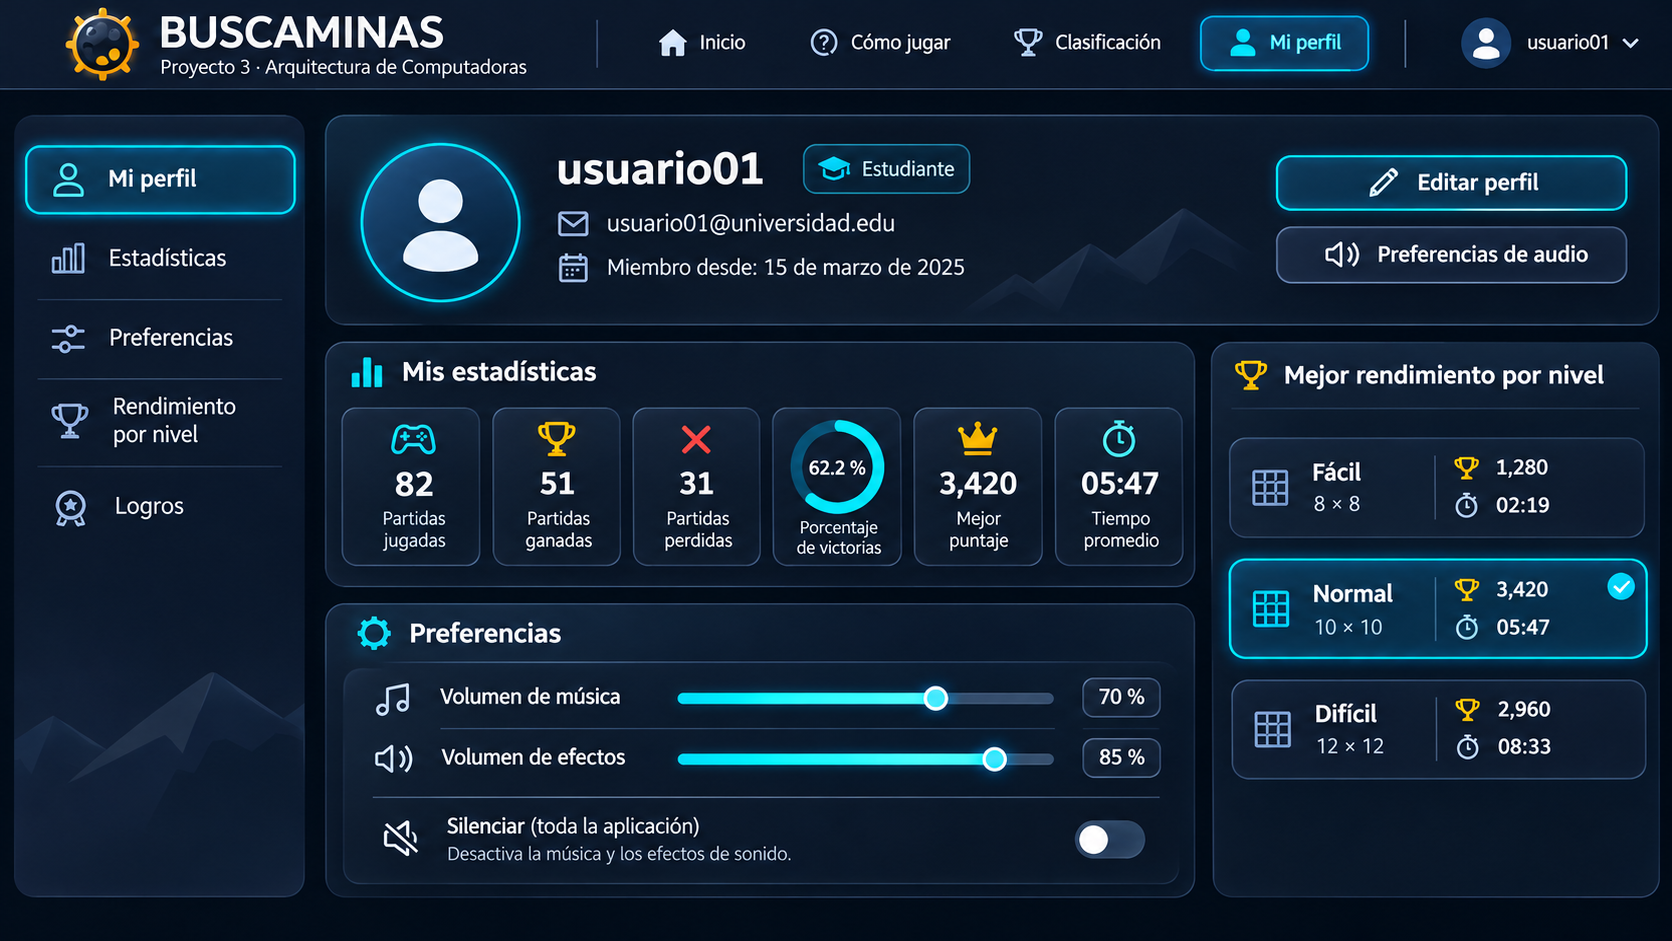 BUSCAMINAS
Proyecto 3 · Arquitectura de Computadoras
Inicio
Cómo jugar
Clasificación
Mi perfil
usuario01
Mi perfil
Estadísticas
Preferencias
Rendimiento
por nivel
Logros
usuario01
Estudiante
usuario01@universidad.edu
Miembro desde: 15 de marzo de 2025
Editar perfil
Preferencias de audio
Mis estadísticas
82
Partidas
jugadas
51
Partidas
ganadas
31
Partidas
perdidas
62.2 %
Porcentaje
de victorias
3,420
Mejor
puntaje
05:47
Tiempo
promedio
Preferencias
Volumen de música
70 %
Volumen de efectos
85 %
Silenciar (toda la aplicación)
Desactiva la música y los efectos de sonido.
Mejor rendimiento por nivel
Fácil
8 × 8
1,280
02:19
Normal
10 × 10
3,420
05:47
Difícil
12 × 12
2,960
08:33